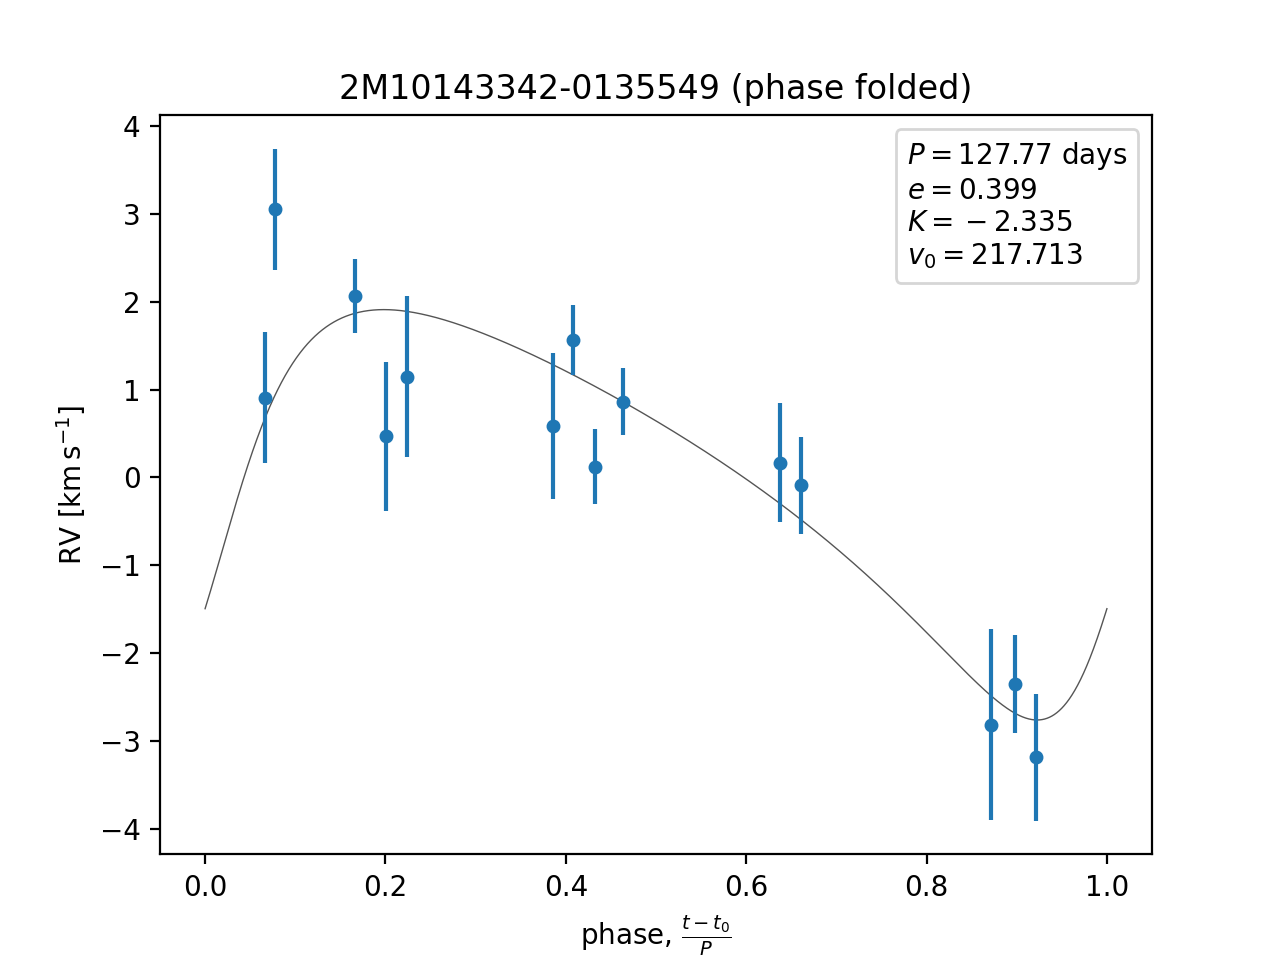 2M10143342-0135549 (phase folded)
P = 127.77 days
e = 0.399
K = −2.335
v₀ = 217.713
RV [km s⁻¹]
4
3
2
1
0
−1
−2
−3
−4
0.0 0.2 0.4 0.6 0.8 1.0
phase, (t − t₀)/P